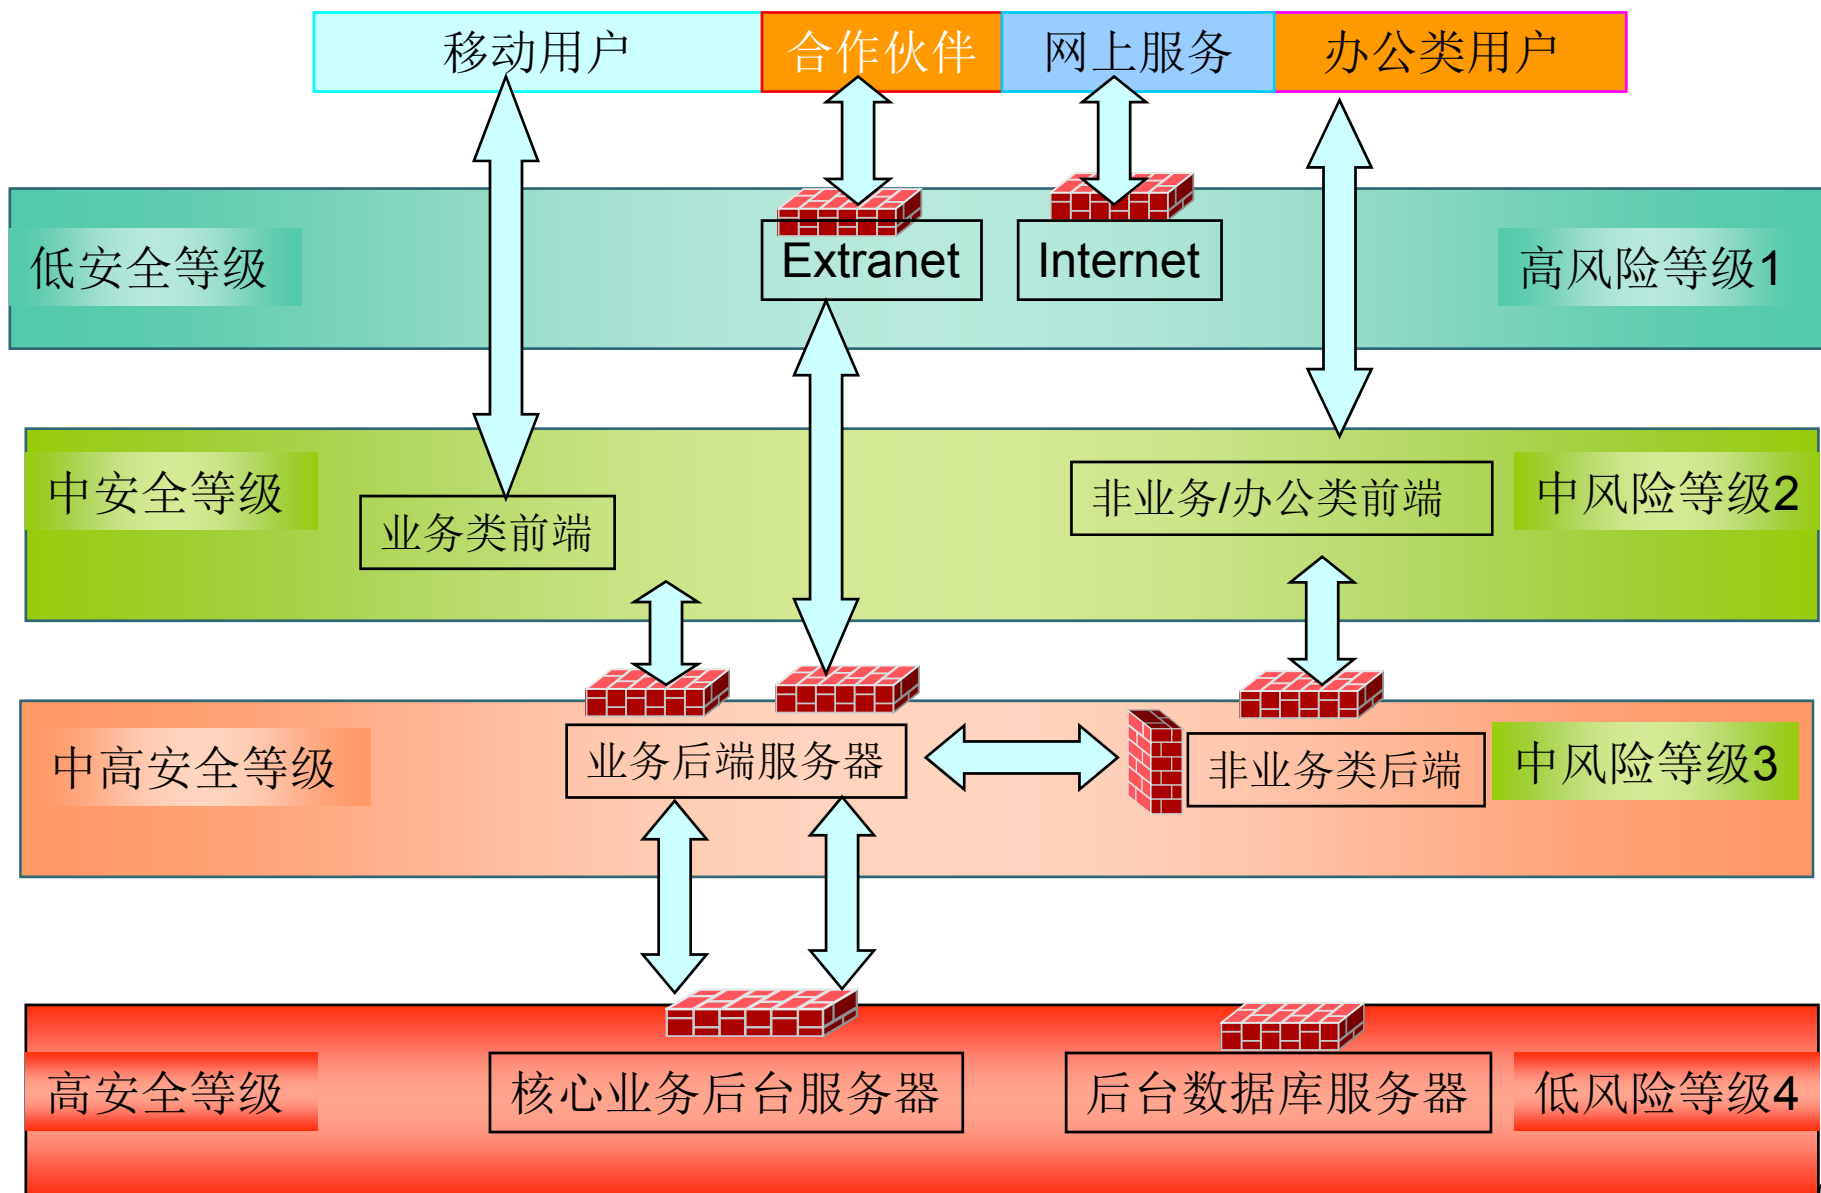 移动用户
合作伙伴
网上服务
办公类用户
低安全等级
Extranet
Internet
高风险等级1
中安全等级
业务类前端
非业务/办公类前端
中风险等级2
中高安全等级
业务后端服务器
非业务类后端
中风险等级3
高安全等级
核心业务后台服务器
后台数据库服务器
低风险等级4